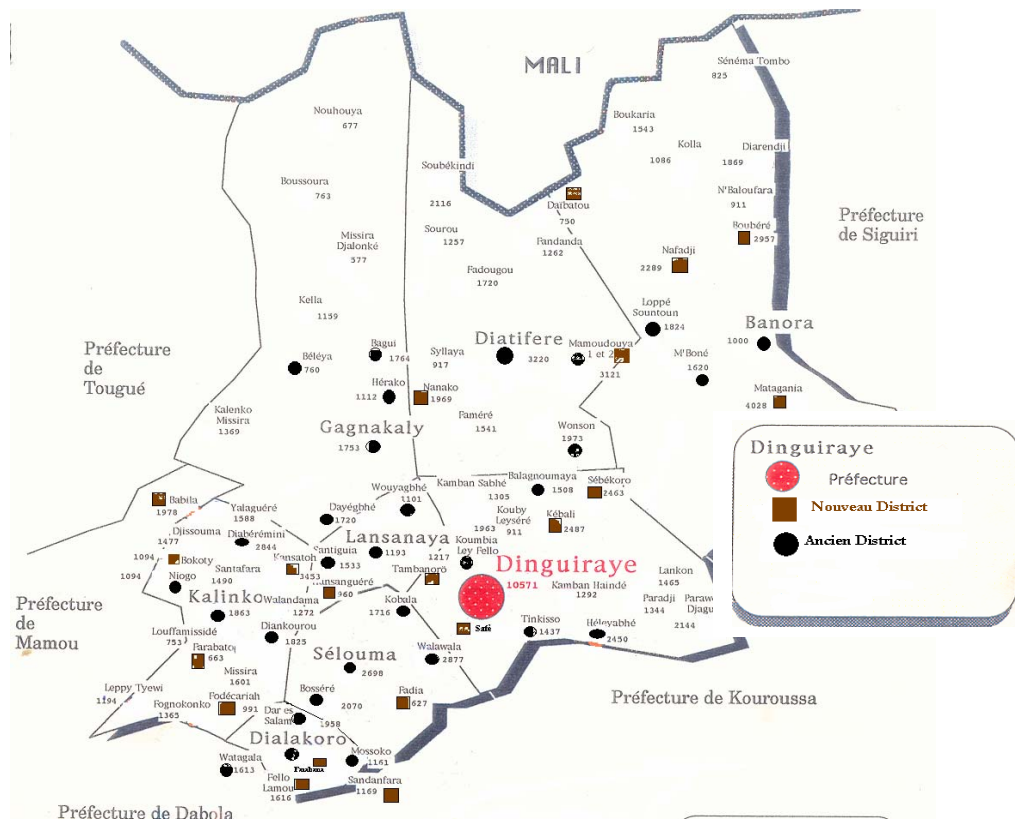 MALI
Sénéma Tombo
825
Nouhouya
677
Boukaria
1543
Kolla
1086
Diarendji
1869
Soubékindi
2116
Boussoura
763
N'Baloufara
911
Daïbatou
750
Boubéré
2957
Préfecture
de Siguiri
Sourou
1257
Missira
Djalonké
577
Fandanda
1262
Nafadji
2289
Fadougou
1720
Kella
1159
Loppé
Sountoun
1824
Banora
1000
Diatifere
3220
Mamoudouya
1 et 2
3121
Préfecture
de
Tougué
Bagui
1764
Syllaya
917
Béléya
760
M'Boné
1620
Hérako
1112
Nanako
1969
Matagania
4028
Kalenko
Missira
1369
Faméré
1541
Gagnakaly
1753
Wonson
1973
Dinguiraye
Préfecture
Nouveau District
Ancien District
Balagnoumaya
1508
Sébékoro
2463
Kamban Sabhé
1305
Wouyagbhé
1101
Babila
1978
Yalaguéré
1588
Dayégbhé
1720
Kouby
Leyséré
911
1963
Kébali
2487
Djissouma
1477
Diabérémini
2844
Lansanaya
1193
1217
Koumbia
Ley Fello
1094
Bokoty
1094
Santiguia
1533
Kansatoh
3453
Tambanoro
Dinguiraye
10571
Santafara
1490
Niogo
Kamban Haindé
1292
Lankon
1465
Kalinko
1863
960
Walandama
1272
Kobala
1716
Paradji
1344
2144
Préfecture
de
Mamou
Safé
Tinkisso
1437
Héleyabhé
2450
Louffamissidé
753
Diankourou
1825
Parabatoj
663
Sélouma
2698
Walawala
2877
Missira
1601
Leppy Tyewi
1194
Fodécariah
991
Fognokonko
1365
Bosséré
2070
Fadia
627
Préfecture de Kouroussa
Dar es
Salam
1958
Dialakoro
Watagala
1613
Mossoko
1161
Fello
Lamou
1616
Sandanfara
1169
Préfecture de Dabola